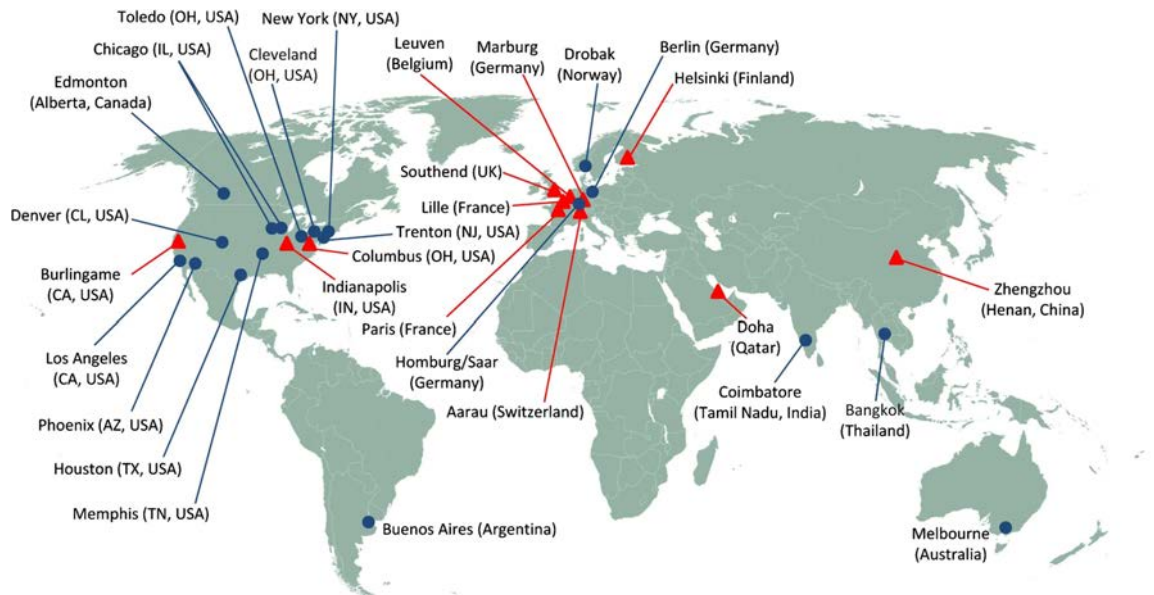 Toledo (OH, USA)
New York (NY, USA)
Chicago (IL, USA)
Cleveland
(OH, USA)
Leuven
(Belgium)
Marburg
(Germany)
Drobak
(Norway)
Berlin (Germany)
Helsinki (Finland)
Edmonton
(Alberta, Canada)
Southend (UK)
Lille (France)
Denver (CL, USA)
Trenton (NJ, USA)
Columbus (OH, USA)
Burlingame
(CA, USA)
Indianapolis
(IN, USA)
Paris (France)
Zhengzhou
(Henan, China)
Doha
(Qatar)
Los Angeles
(CA, USA)
Homburg/Saar
(Germany)
Coimbatore
(Tamil Nadu, India)
Aarau (Switzerland)
Bangkok
(Thailand)
Phoenix (AZ, USA)
Houston (TX, USA)
Memphis (TN, USA)
Buenos Aires (Argentina)
Melbourne
(Australia)